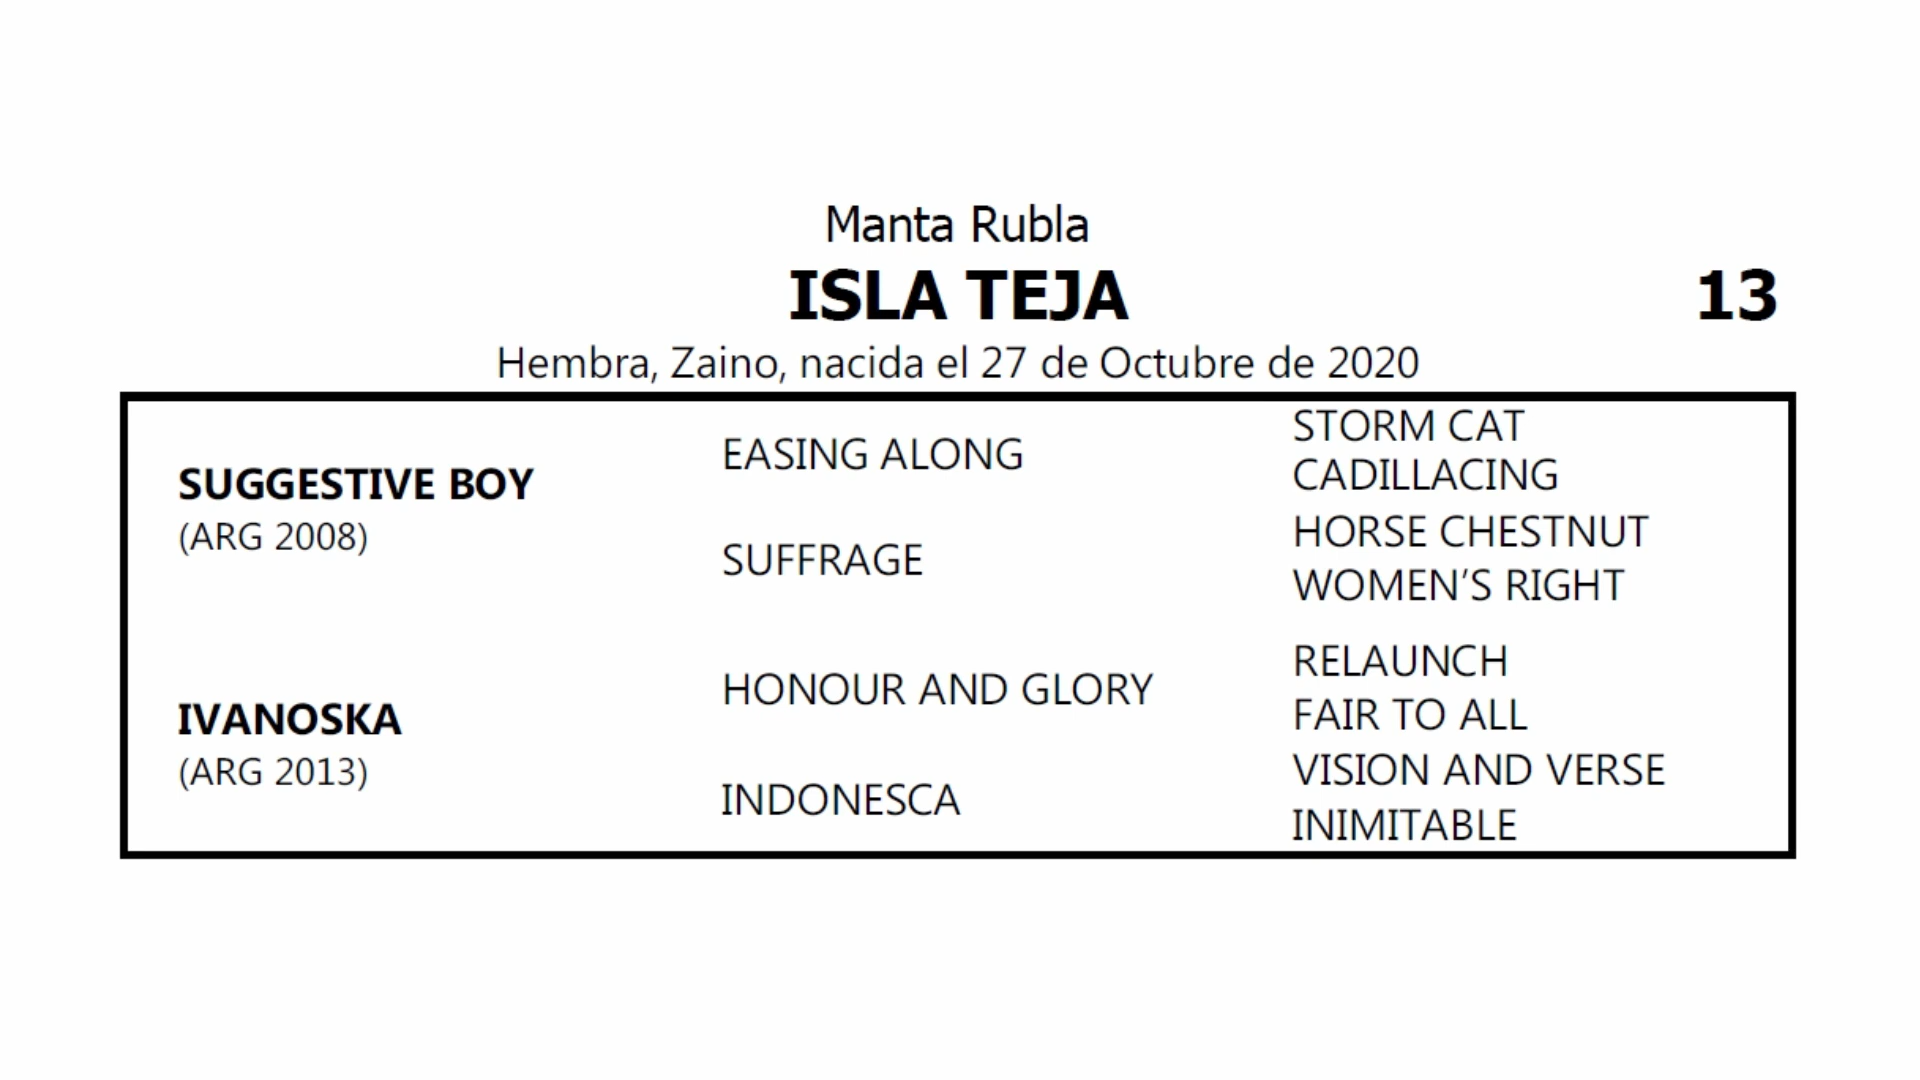 Manta Rubla
ISLA TEJA
13
Hembra, Zaino, nacida el 27 de Octubre de 2020
SUGGESTIVE BOY
(ARG 2008)
EASING ALONG
STORM CAT
CADILLACING
SUFFRAGE
HORSE CHESTNUT
WOMEN’S RIGHT
IVANOSKA
(ARG 2013)
HONOUR AND GLORY
RELAUNCH
FAIR TO ALL
INDONESCA
VISION AND VERSE
INIMITABLE